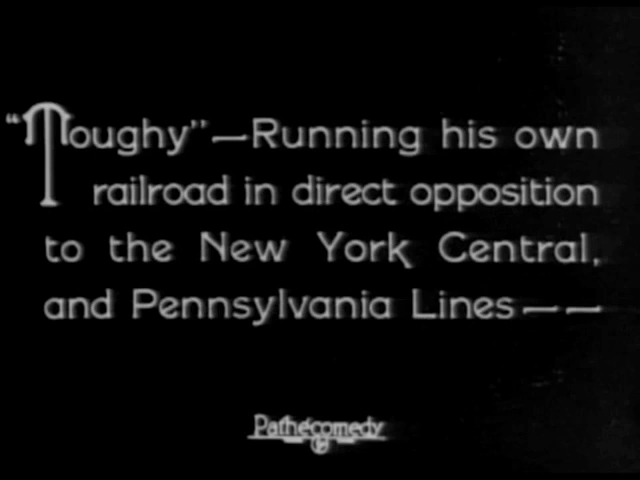 “Toughy”—Running his own
railroad in direct opposition
to the New York Central,
and Pennsylvania Lines——
Pathécomedy